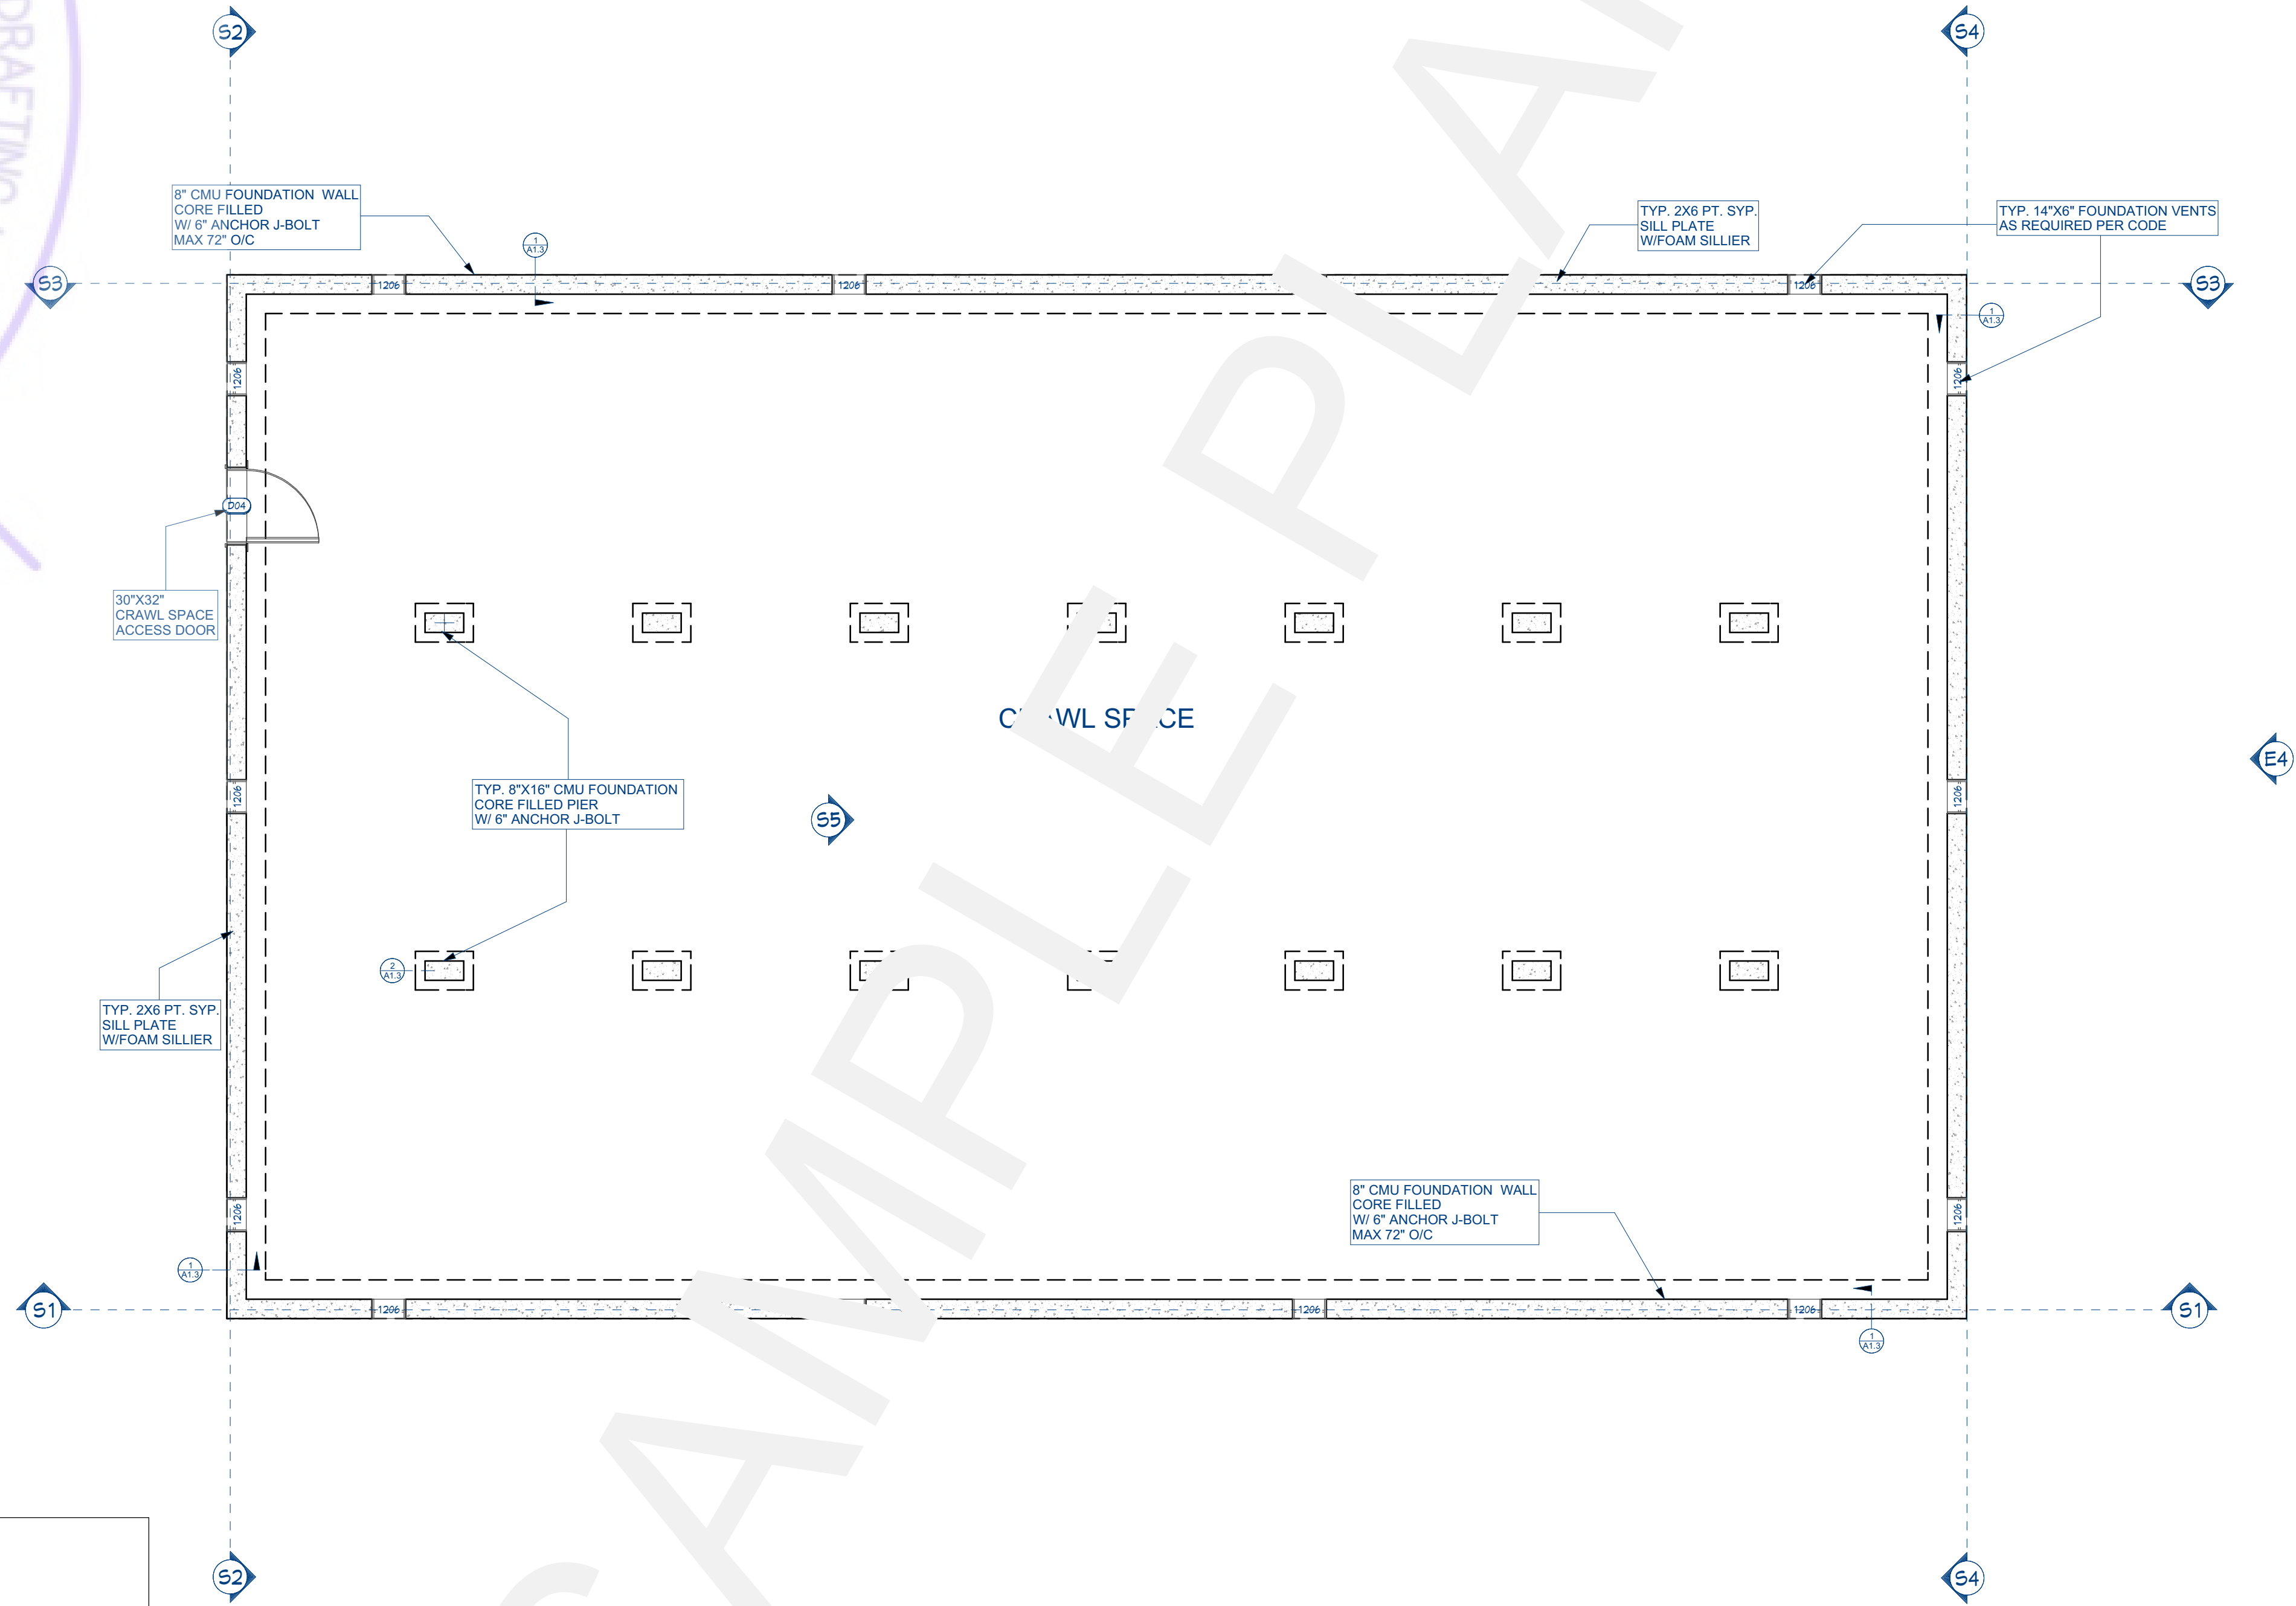 DRAFTING
S2
S4
8" CMU FOUNDATION WALL
CORE FILLED
W/ 6" ANCHOR J-BOLT
MAX 72" O/C
TYP. 2X6 PT. SYP.
SILL PLATE
W/FOAM SILLIER
TYP. 14"X6" FOUNDATION VENTS
AS REQUIRED PER CODE
1
A1.3
S3
1206
1206
1206
S3
1
A1.3
1206
1206
D04
30"X32"
CRAWL SPACE
ACCESS DOOR
CRAWL SPACE
E4
TYP. 8"X16" CMU FOUNDATION
CORE FILLED PIER
W/ 6" ANCHOR J-BOLT
S5
1206
1206
2
A1.3
TYP. 2X6 PT. SYP.
SILL PLATE
W/FOAM SILLIER
8" CMU FOUNDATION WALL
CORE FILLED
W/ 6" ANCHOR J-BOLT
MAX 72" O/C
1206
1206
1
A1.3
S1
1206
1206
1206
S1
1
A1.3
S2
S4
SAMPLE PLAN